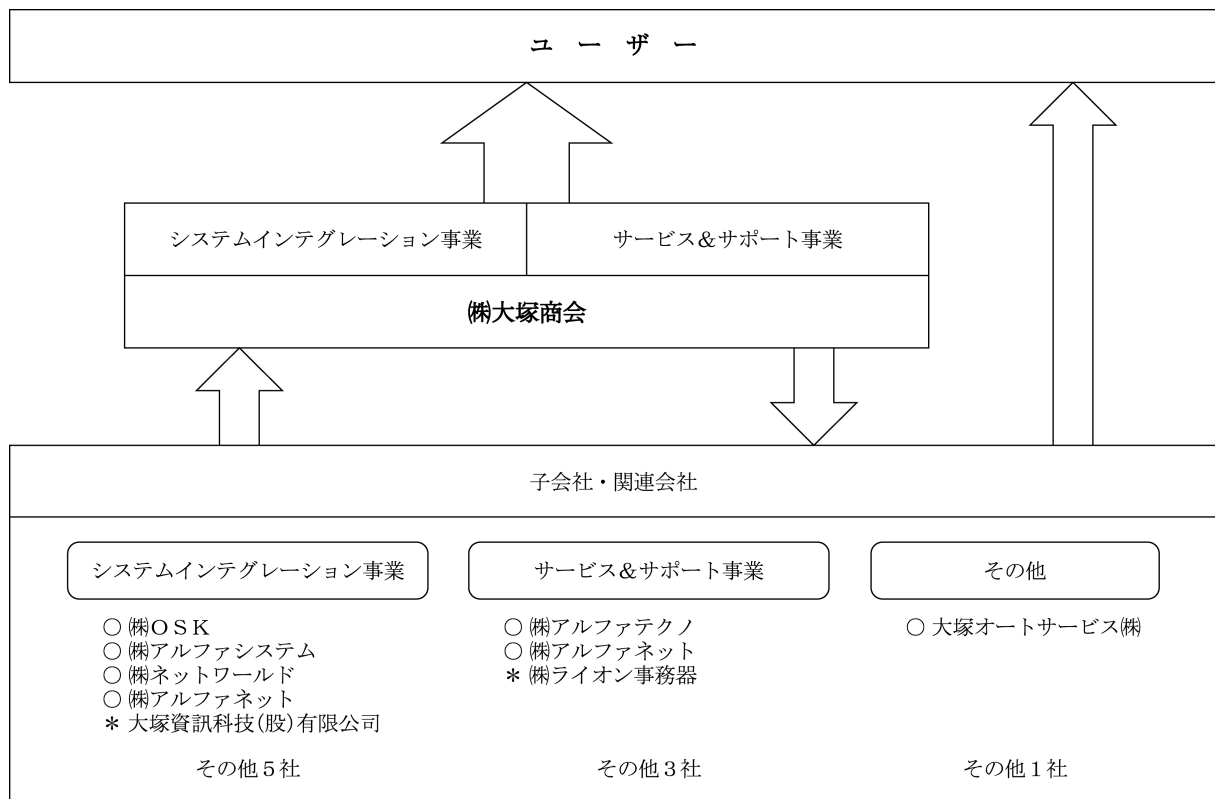 ユ ー ザ ー
システムインテグレーション事業
サービス＆サポート事業
㈱大塚商会
子会社・関連会社
システムインテグレーション事業
○ ㈱ＯＳＫ
○ ㈱アルファシステム
○ ㈱ネットワールド
○ ㈱アルファネット
＊ 大塚資訊科技(股)有限公司
その他５社
サービス＆サポート事業
○ ㈱アルファテクノ
○ ㈱アルファネット
＊ ㈱ライオン事務器
その他３社
その他
○ 大塚オートサービス㈱
その他１社